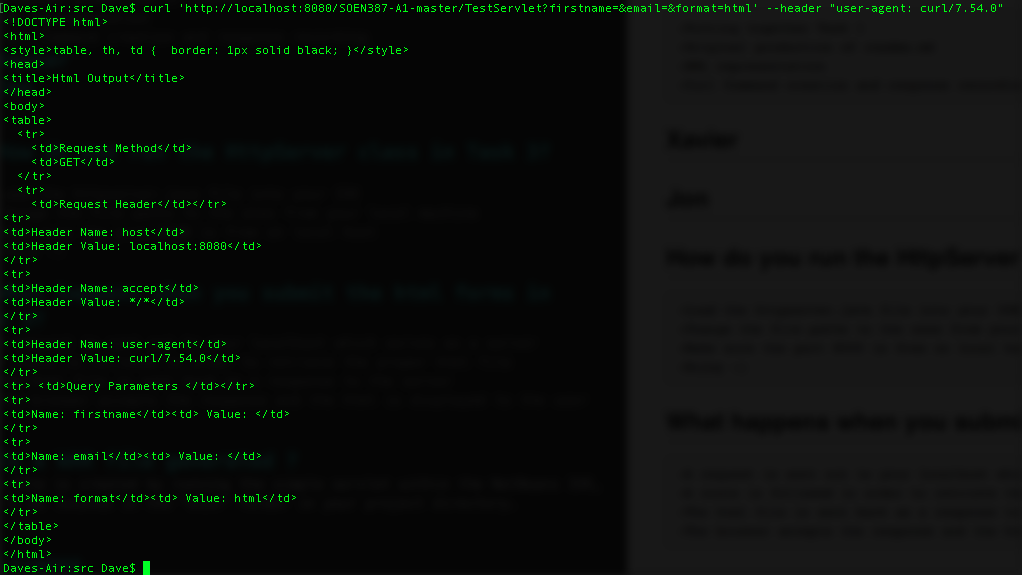 [Daves-Air:src Dave$ curl 'http://localhost:8080/SOEN387-A1-master/TestServlet?firstname=&email=&format=html' --header "user-agent: curl/7.54.0"
<!DOCTYPE html>
<html>
<style>table, th, td {  border: 1px solid black; }</style>
<head>
<title>Html Output</title>
</head>
<body>
<table>
  <tr>
    <td>Request Method</td>
    <td>GET</td>
  </tr>
  <tr>
    <td>Request Header</td></tr>
<tr>
<td>Header Name: host</td>
<td>Header Value: localhost:8080</td>
</tr>
<tr>
<td>Header Name: accept</td>
<td>Header Value: */*</td>
</tr>
<tr>
<td>Header Name: user-agent</td>
<td>Header Value: curl/7.54.0</td>
</tr>
<tr> <td>Query Parameters </td></tr>
<tr>
<td>Name: firstname</td><td> Value: </td>
</tr>
<tr>
<td>Name: email</td><td> Value: </td>
</tr>
<tr>
<td>Name: format</td><td> Value: html</td>
</tr>
</table>
</body>
</html>
Daves-Air:src Dave$
Xavier
Jon
How do you run the HttpServer
What happens when you submi